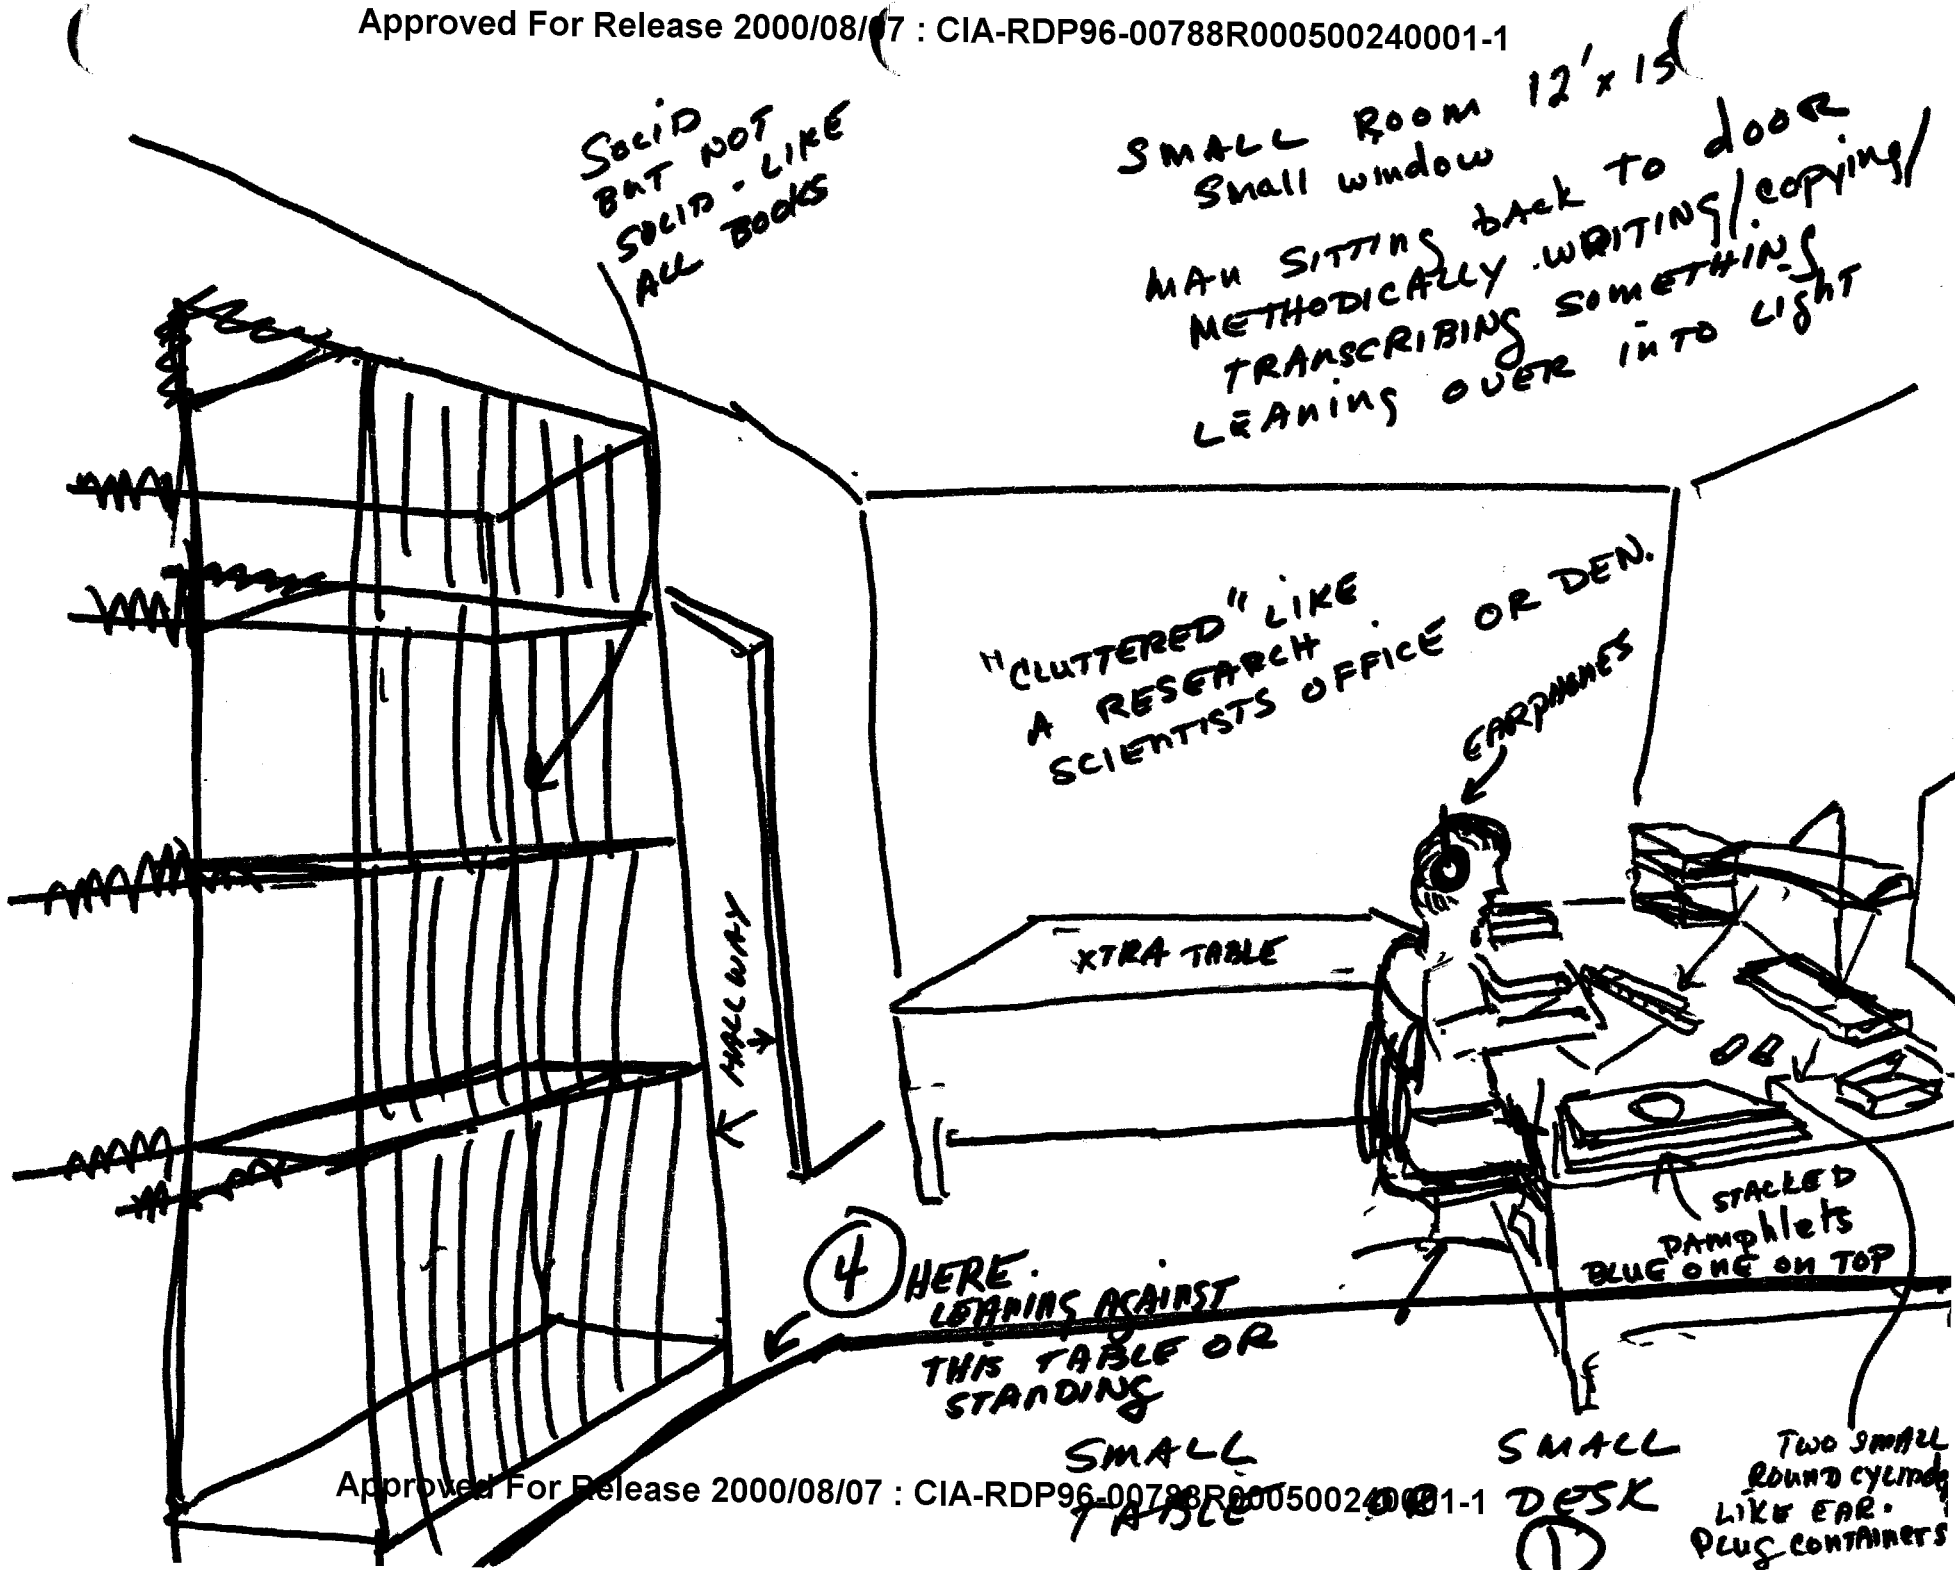 Approved For Release 2000/08/07 : CIA-RDP96-00788R000500240001-1
SOLID
BUT NOT
SOLID - LIKE
ALL BOOKS
SMALL ROOM 12' x 15'
Small window
MAN SITTING back TO dOOR
METHODICALLY WRITING/copying/
TRANSCRIBING SOMETHING
LEANING OVER INTO LIGHT
"CLUTTERED" LIKE
A RESEARCH
SCIENTISTS OFFICE OR DEN.
EARPHONES
HALLWAY
XTRA TABLE
STACKED
PAMPhlets
BLUE ONE ON TOP
4 HERE.
LEANING AGAINST
THIS TABLE OR
STANDING
SMALL SMALL
TABLE OR DESK
1
TWO SMALL
ROUND
LIKE EAR-
PLUG CONTAINERS
Approved For Release 2000/08/07 : CIA-RDP96-00788R000500240001-1